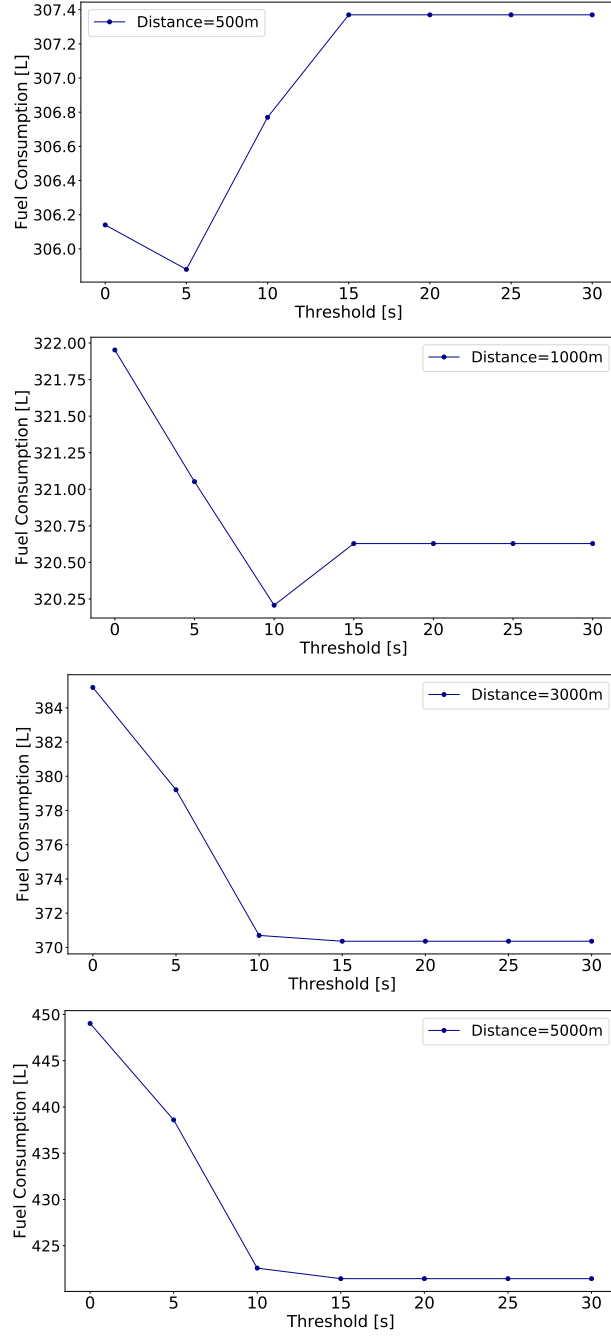 307.4
307.2
307.0
306.8
306.6
306.4
306.2
306.0
Fuel Consumption [L]
Distance=500m
0 5 10 15 20 25 30
Threshold [s]
322.00
321.75
321.50
321.25
321.00
320.75
320.50
320.25
Fuel Consumption [L]
Distance=1000m
0 5 10 15 20 25 30
Threshold [s]
384
382
380
378
376
374
372
370
Fuel Consumption [L]
Distance=3000m
0 5 10 15 20 25 30
Threshold [s]
450
445
440
435
430
425
Fuel Consumption [L]
Distance=5000m
0 5 10 15 20 25 30
Threshold [s]